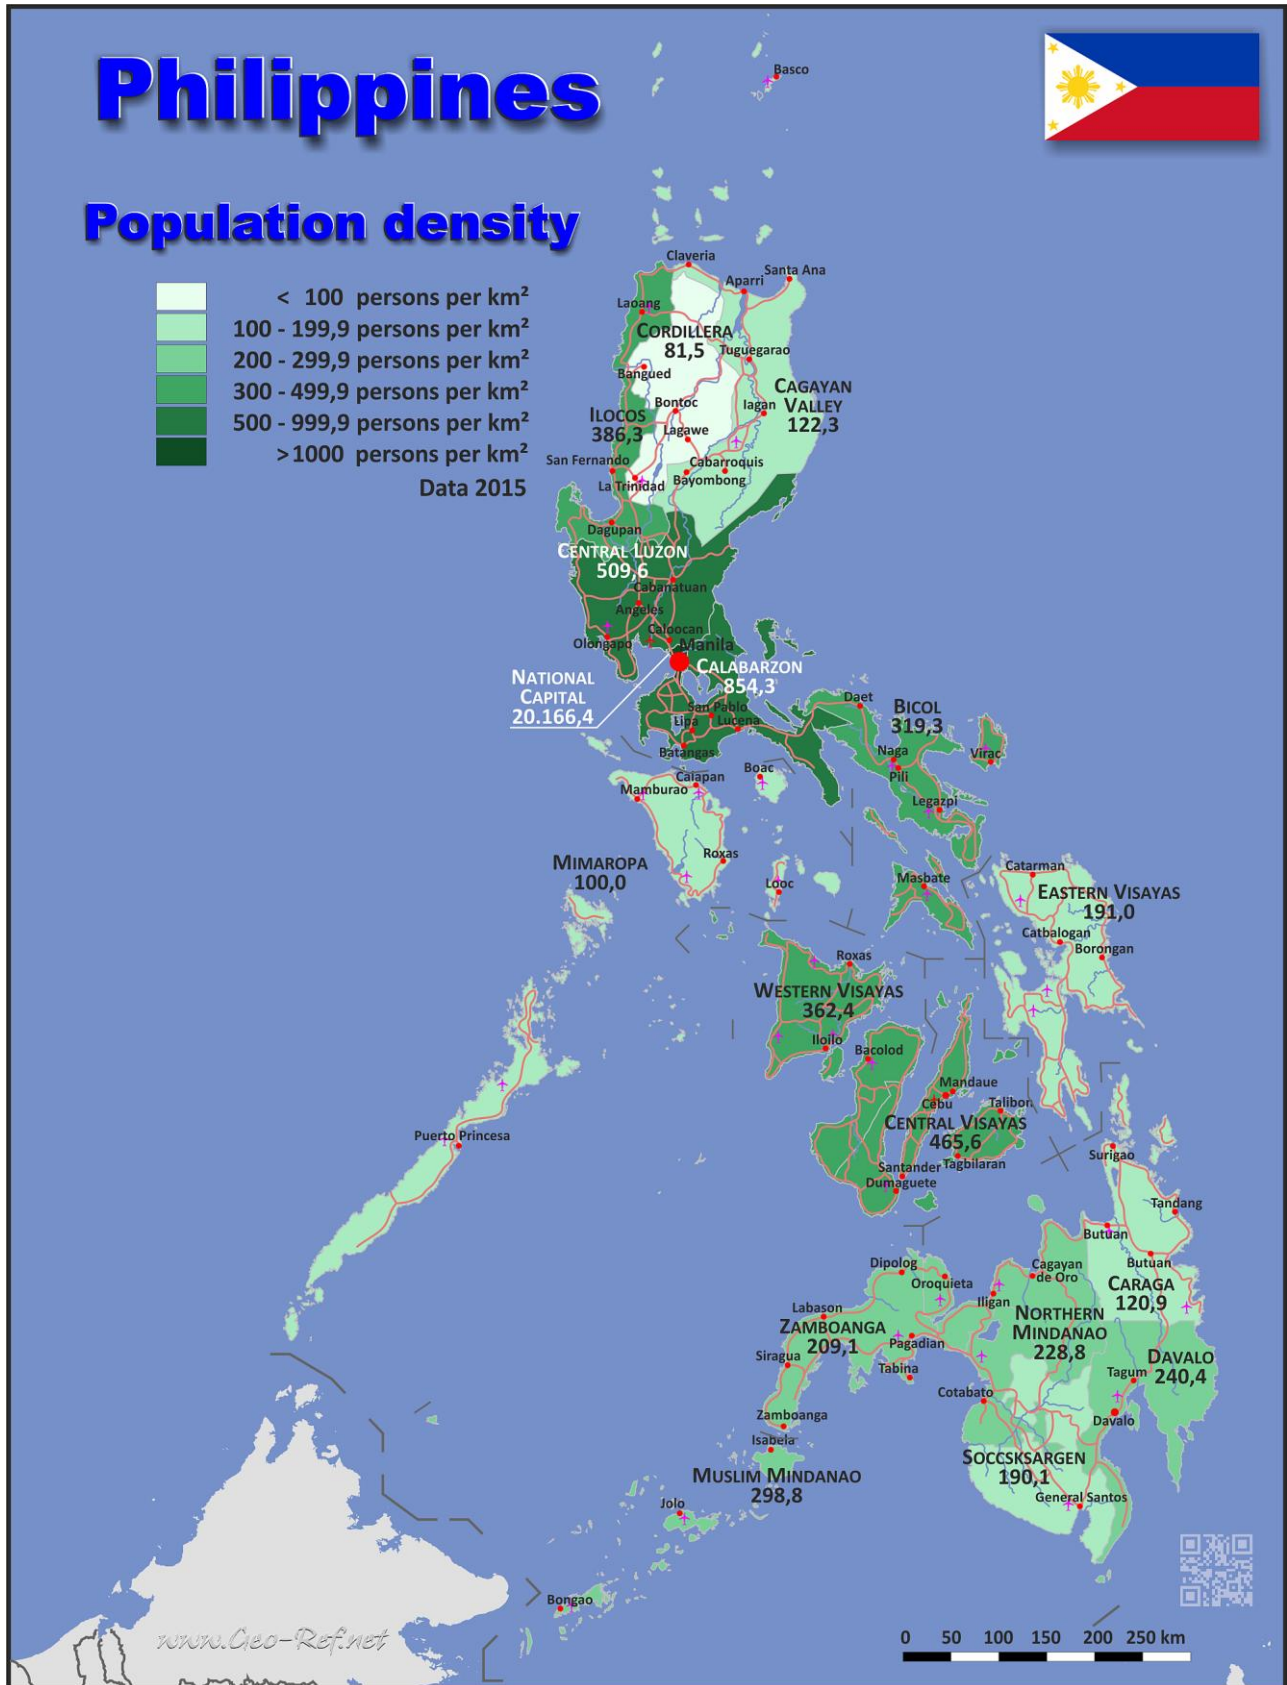 Philippines
Population density
< 100 persons per km²
100 - 199,9 persons per km²
200 - 299,9 persons per km²
300 - 499,9 persons per km²
500 - 999,9 persons per km²
>1000 persons per km²
Data 2015
Basco
Claveria
Santa Ana
Aparri
Laoang
CORDILLERA
81,5
Tuguegarao
Bangued
CAGAYAN
VALLEY
122,3
Bontoc
Iagan
ILOCOS
386,3
Lagawe
San Fernando
Cabarroquis
La Trinidad
Bayombong
Dagupan
CENTRAL LUZON
509,6
Cabanatuan
Angeles
Caloocan
Olongapo
Manila
CALABARZON
854,3
NATIONAL
CAPITAL
20.166,4
San Pablo
Lipa
Lucena
Batangas
Daet
BICOL
319,3
Naga
Pili
Virac
Legazpi
Boac
Calapan
Mamburao
Roxas
MIMAROPA
100,0
Looc
Masbate
Catarman
EASTERN VISAYAS
191,0
Catbalogan
Borongan
Roxas
WESTERN VISAYAS
362,4
Iloilo
Bacolod
Mandaue
Cebu
Talibon
CENTRAL VISAYAS
465,6
Tagbilaran
Santander
Dumaguete
Puerto Princesa
Surigao
Tandang
Butuan
Butuan
CARAGA
120,9
Dipolog
Oroquieta
Cagayan
de Oro
Iligan
Labason
ZAMBOANGA
209,1
Pagadian
NORTHERN
MINDANAO
228,8
Siragua
Tabina
DAVALO
240,4
Tagum
Cotabato
Davalo
Zamboanga
Isabela
SOCCSKSARGEN
190,1
MUSLIM MINDANAO
298,8
General Santos
Jolo
Bongao
www.Geo-Ref.net
0 50 100 150 200 250 km